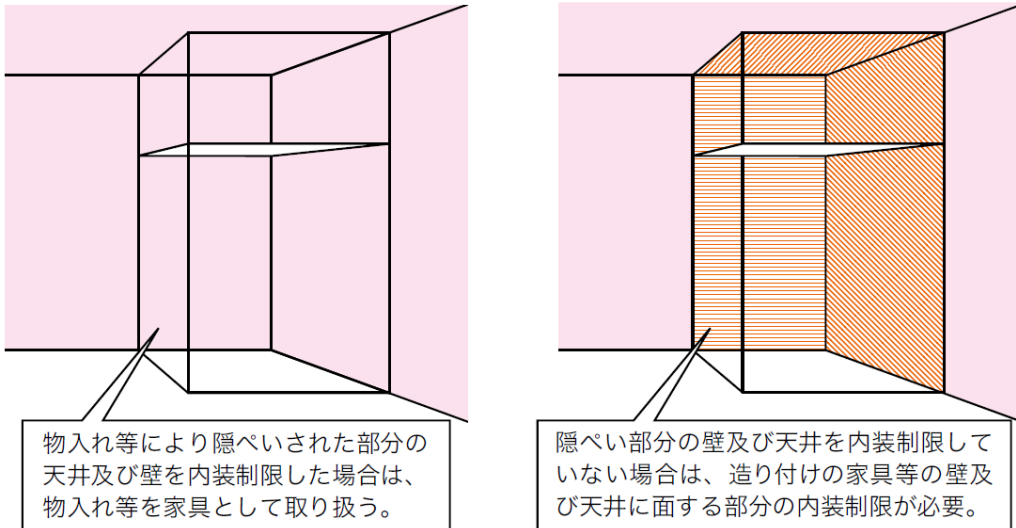 物入れ等により隠ぺいされた部分の
天井及び壁を内装制限した場合は、
物入れ等を家具として取り扱う。
隠ぺい部分の壁及び天井を内装制限して
いない場合は、造り付けの家具等の壁及
び天井に面する部分の内装制限が必要。